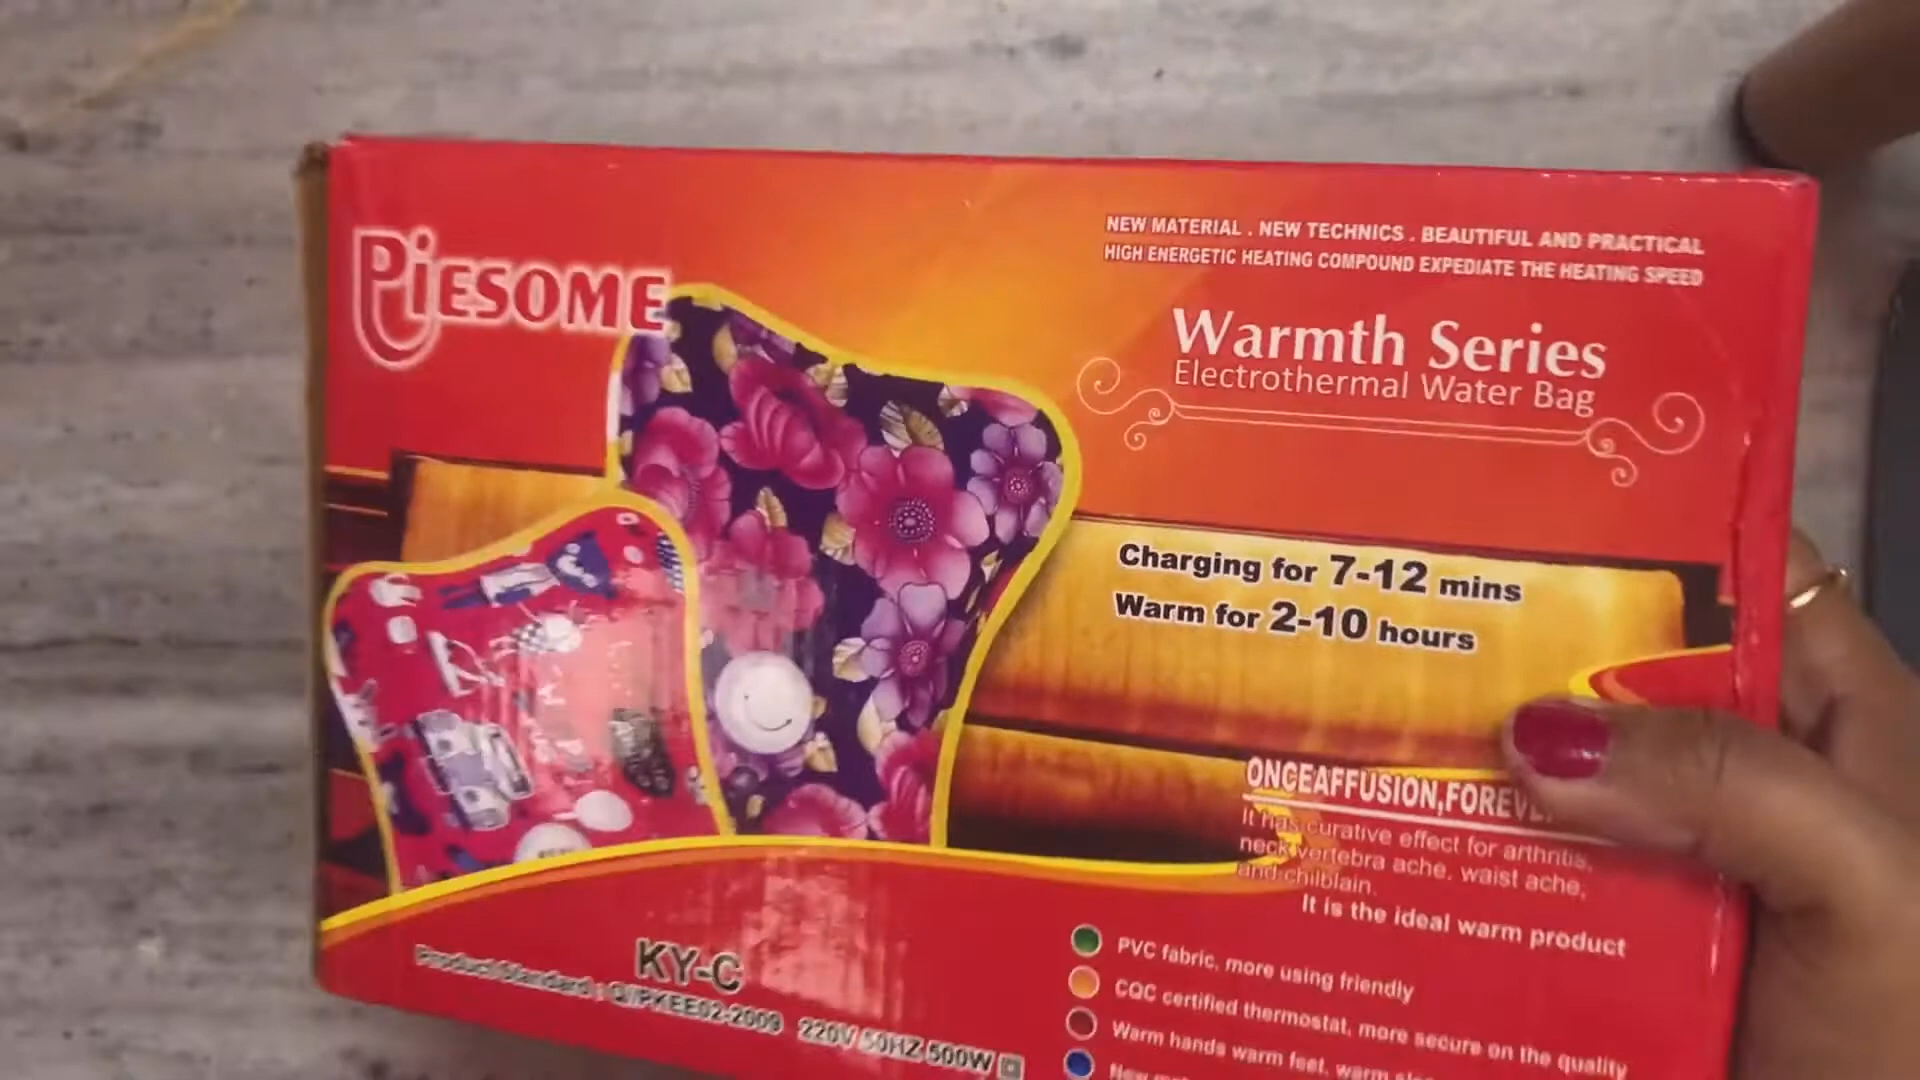 PiESOME
NEW MATERIAL . NEW TECHNICS . BEAUTIFUL AND PRACTICAL
HIGH ENERGETIC HEATING COMPOUND EXPEDIATE THE HEATING SPEED
Warmth Series
Electrothermal Water Bag
Charging for 7-12 mins
Warm for 2-10 hours
ONCEAFFUSION,FOREVE
It has curative effect for arthritis,
neck vertebra ache. waist ache,
and chilblain.
It is the ideal warm product
KY-C
Product Standard : Q/IPKEE02-2009 220V 50HZ 500W
PVC fabric, more using friendly
CQC certified thermostat, more secure on the quality
Warm hands warm feet, warm
New